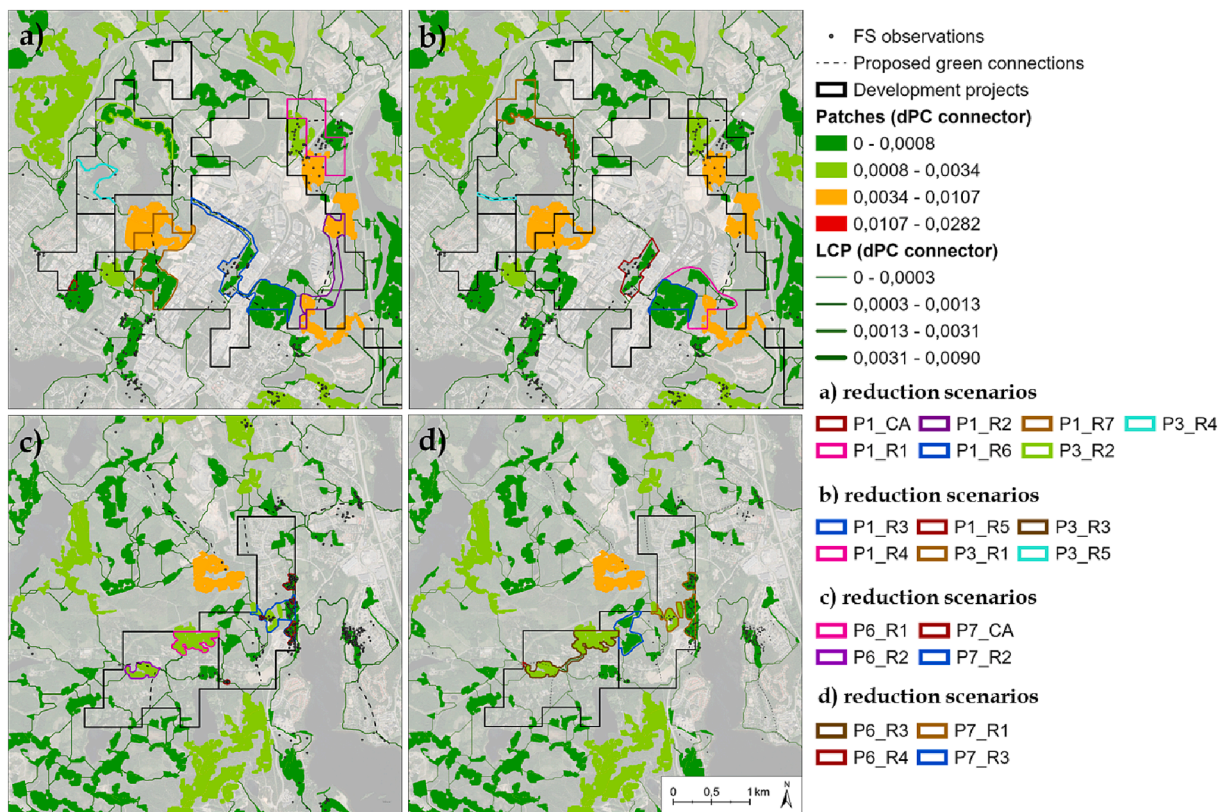 a)
b)
c)
d)
N
0 0,5 1 km
FS observations
Proposed green connections
Development projects
Patches (dPC connector)
0 - 0,0008
0,0008 - 0,0034
0,0034 - 0,0107
0,0107 - 0,0282
LCP (dPC connector)
0 - 0,0003
0,0003 - 0,0013
0,0013 - 0,0031
0,0031 - 0,0090
a) reduction scenarios
P1_CA P1_R2 P1_R7 P3_R4
P1_R1 P1_R6 P3_R2
b) reduction scenarios
P1_R3 P1_R5 P3_R3
P1_R4 P3_R1 P3_R5
c) reduction scenarios
P6_R1 P7_CA
P6_R2 P7_R2
d) reduction scenarios
P6_R3 P7_R1
P6_R4 P7_R3